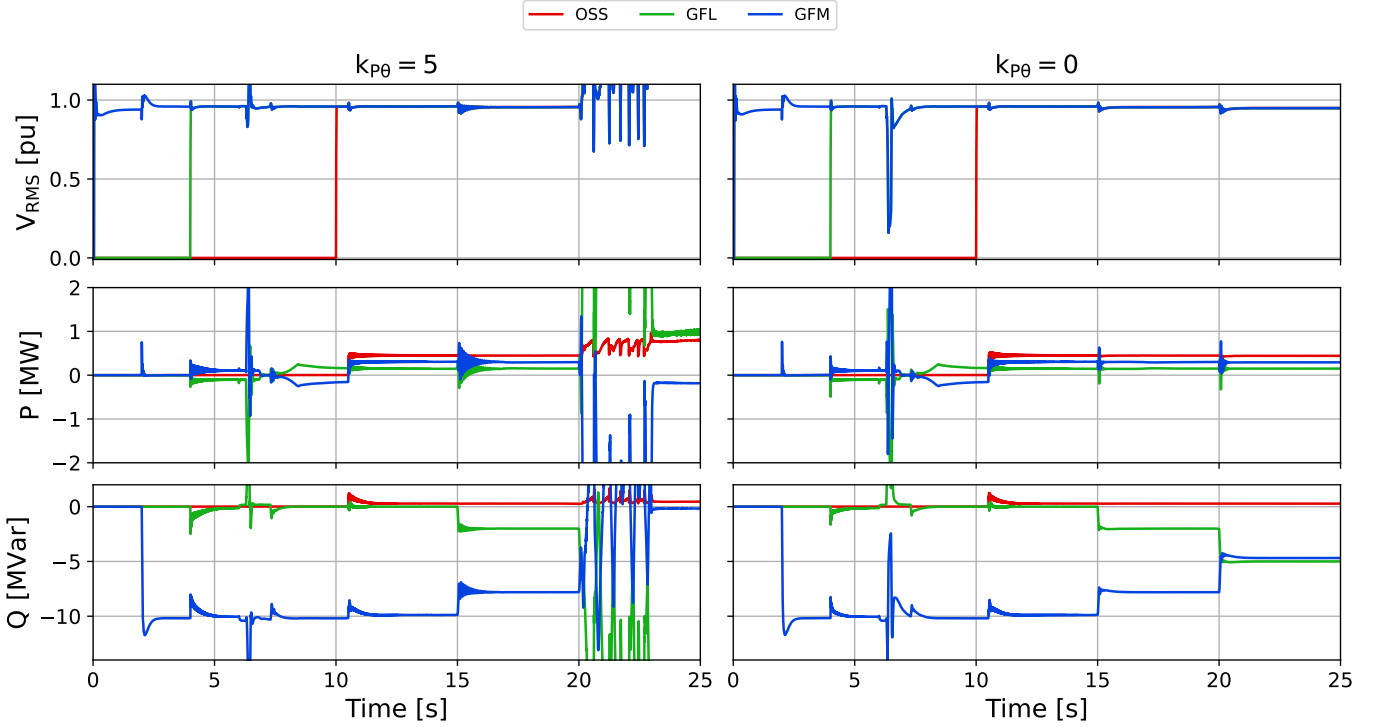 OSS GFL GFM
k_Pθ = 5 k_Pθ = 0
1.0
0.5
0.0
V_RMS [pu]
2
1
0
−1
−2
P [MW]
0
−5
−10
Q [MVar]
0 5 10 15 20 25 0 5 10 15 20 25
Time [s] Time [s]